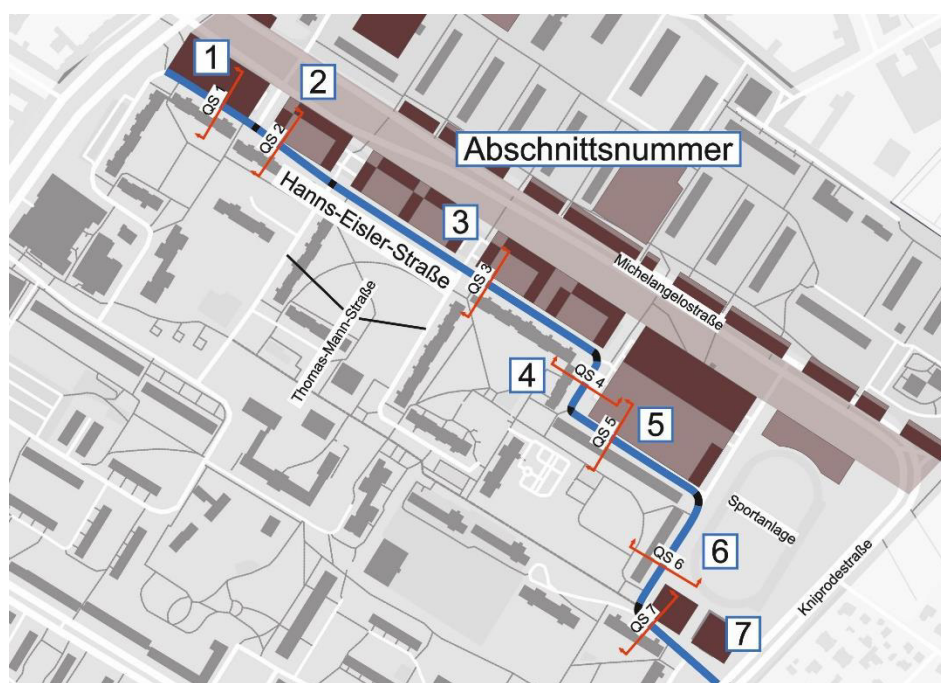 1
QS 1
2
QS 2
Abschnittsnummer
Hanns-Eisler-Straße
3
QS 3
Michelangelostraße
Thomas-Mann-Straße
4
QS 4
5
QS 5
Sportanlage
6
QS 6
Kniprodestraße
QS 7
7